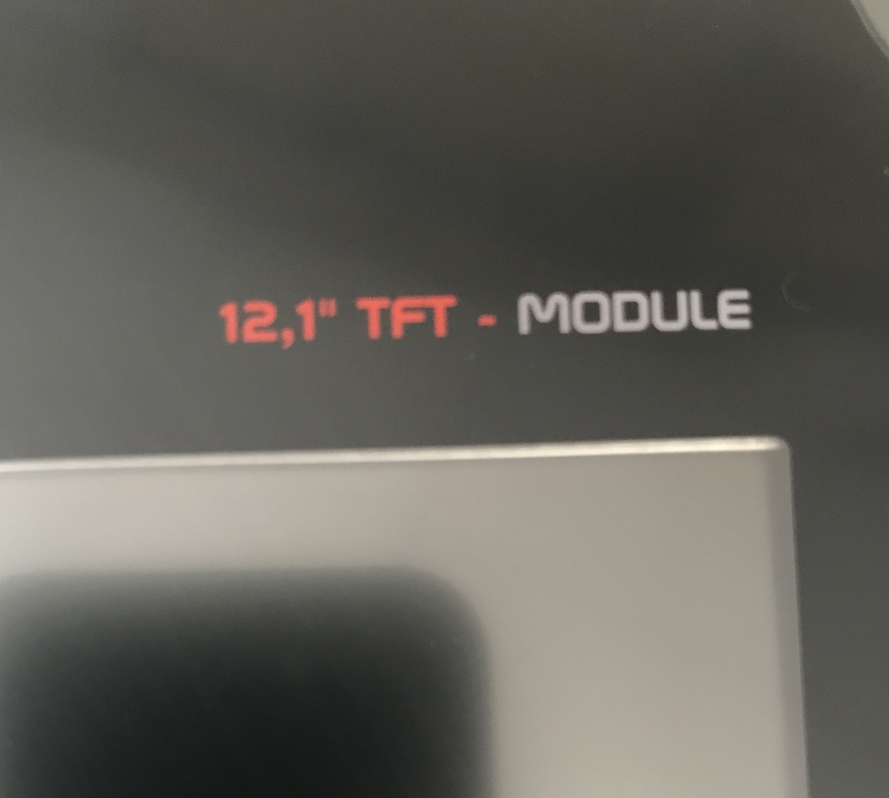 12,1" TFT - MODULE